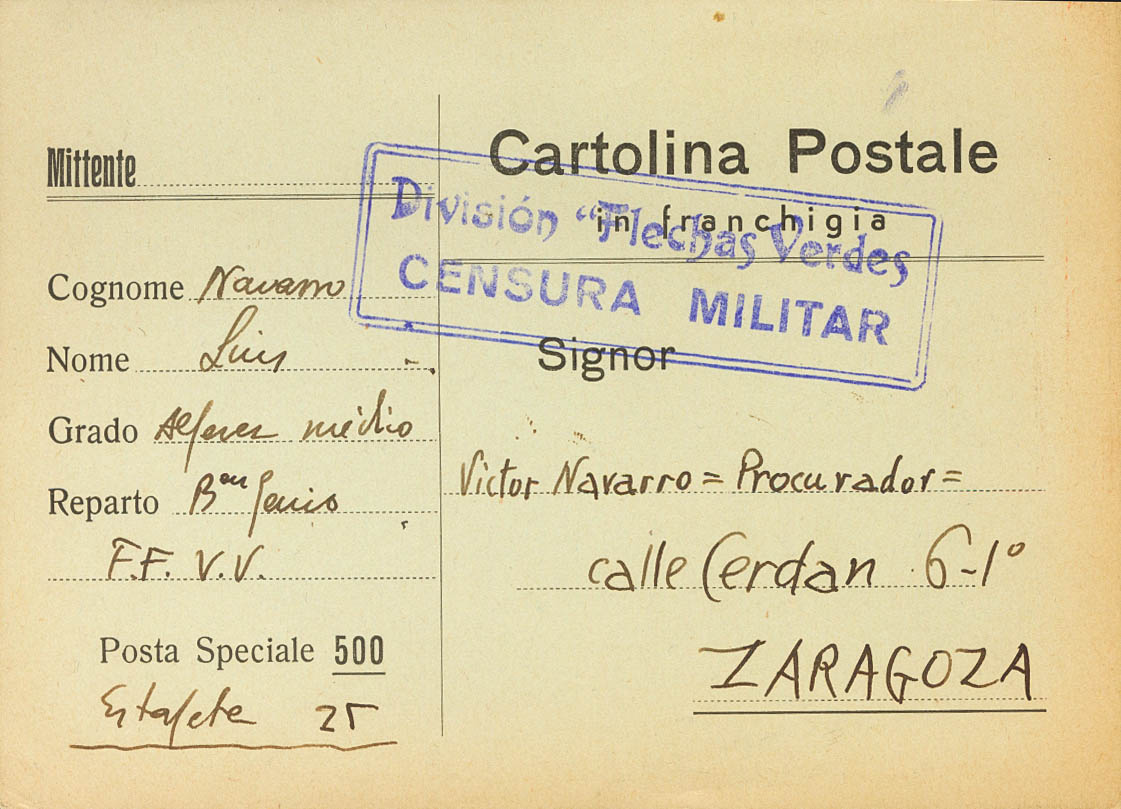 Mittente
Cognome Navarro
Nome Luis
Grado Alferez médico
Reparto Bᵒⁿ Genio
F.F. V.V.
Posta Speciale 500
Estafeta 25
Cartolina Postale
in franchigia
División "Flechas Verdes
CENSURA MILITAR
Signor
Victor Navarro = Procurador =
calle Cerdan 6-1º
ZARAGOZA